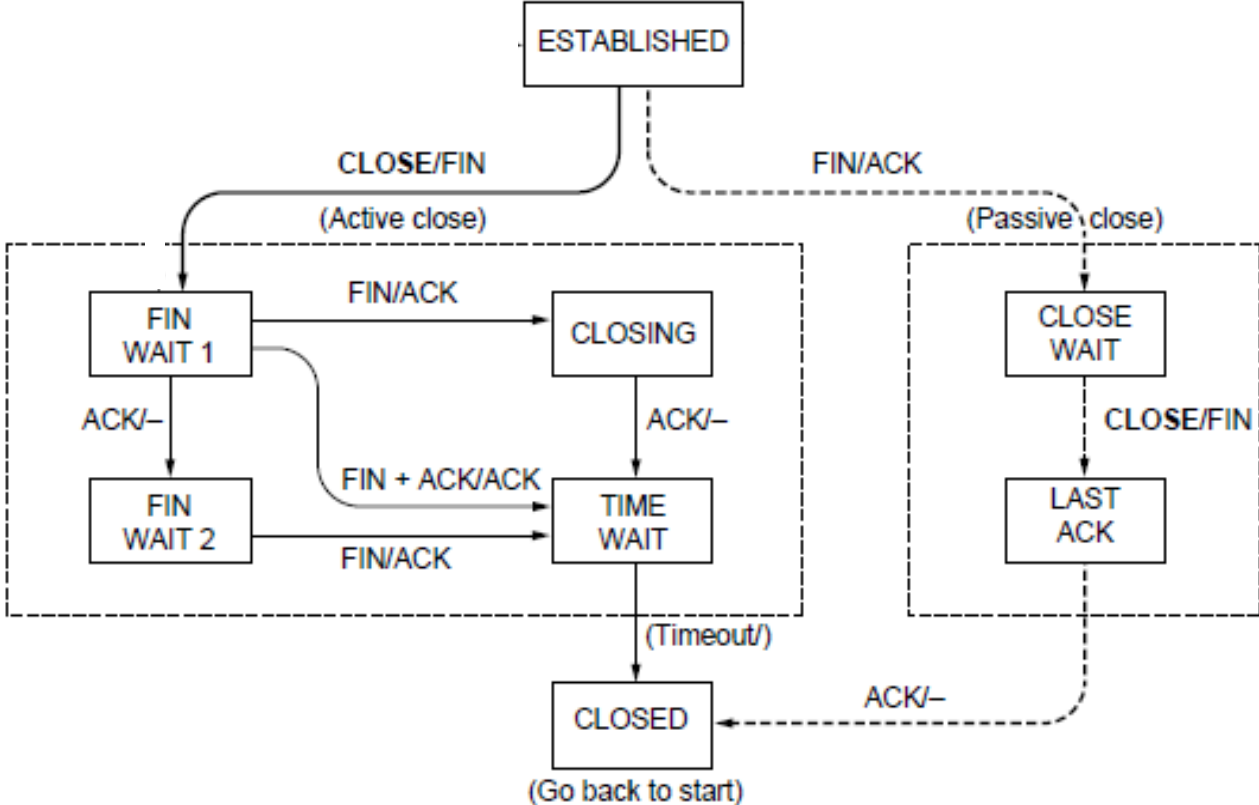 ESTABLISHED
CLOSE/FIN
FIN/ACK
(Active close)
(Passive close)
FIN
WAIT 1
FIN/ACK
CLOSING
CLOSE
WAIT
ACK/–
ACK/–
CLOSE/FIN
FIN + ACK/ACK
FIN
WAIT 2
FIN/ACK
TIME
WAIT
LAST
ACK
(Timeout/)
CLOSED
ACK/–
(Go back to start)